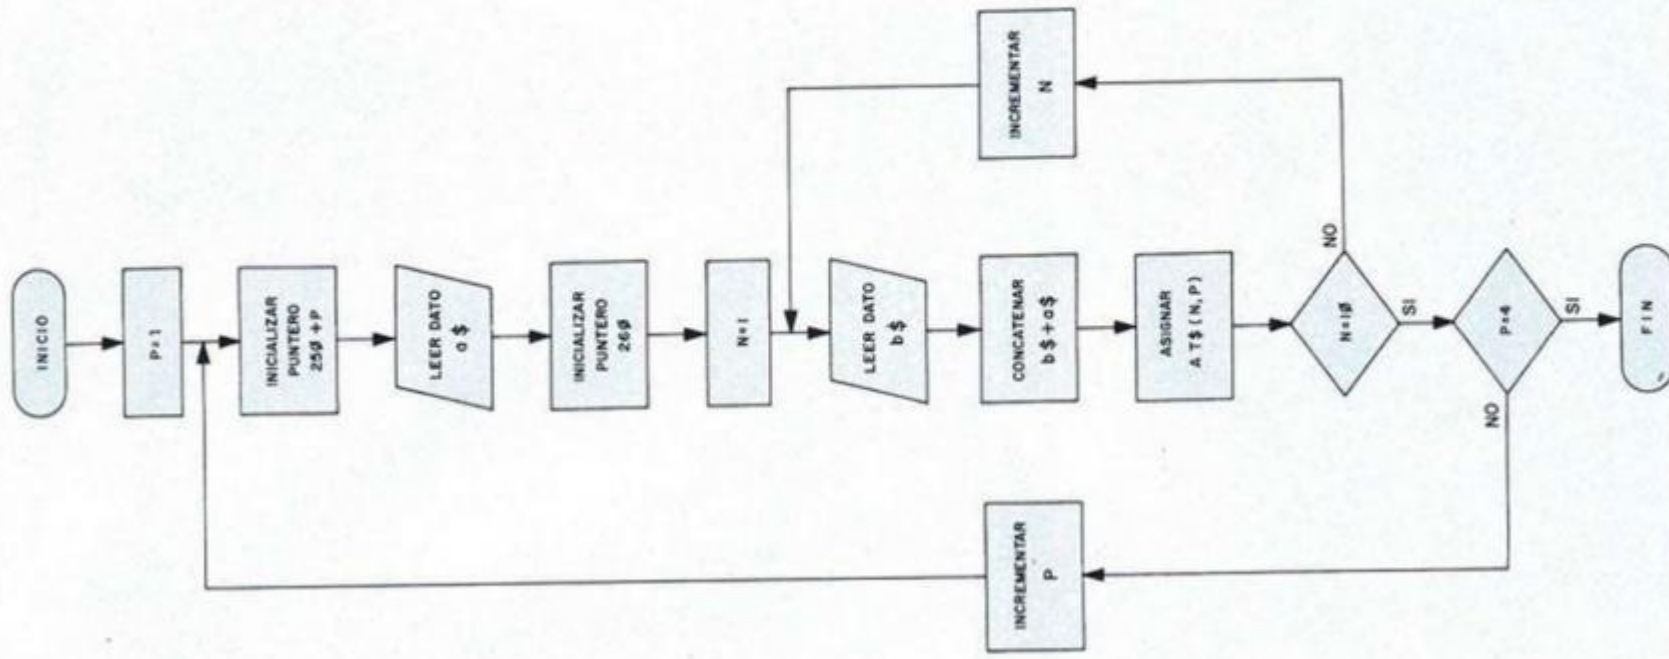 INICIO
P=1
INICIALIZAR
PUNTERO
25Ø+P
LEER DATO
a$
INICIALIZAR
PUNTERO
26Ø
N=1
LEER DATO
b$
CONCATENAR
b$+a$
ASIGNAR
A T$(N,P)
N=1Ø
NO
INCREMENTAR
N
SI
P=4
NO
INCREMENTAR
P
SI
FIN